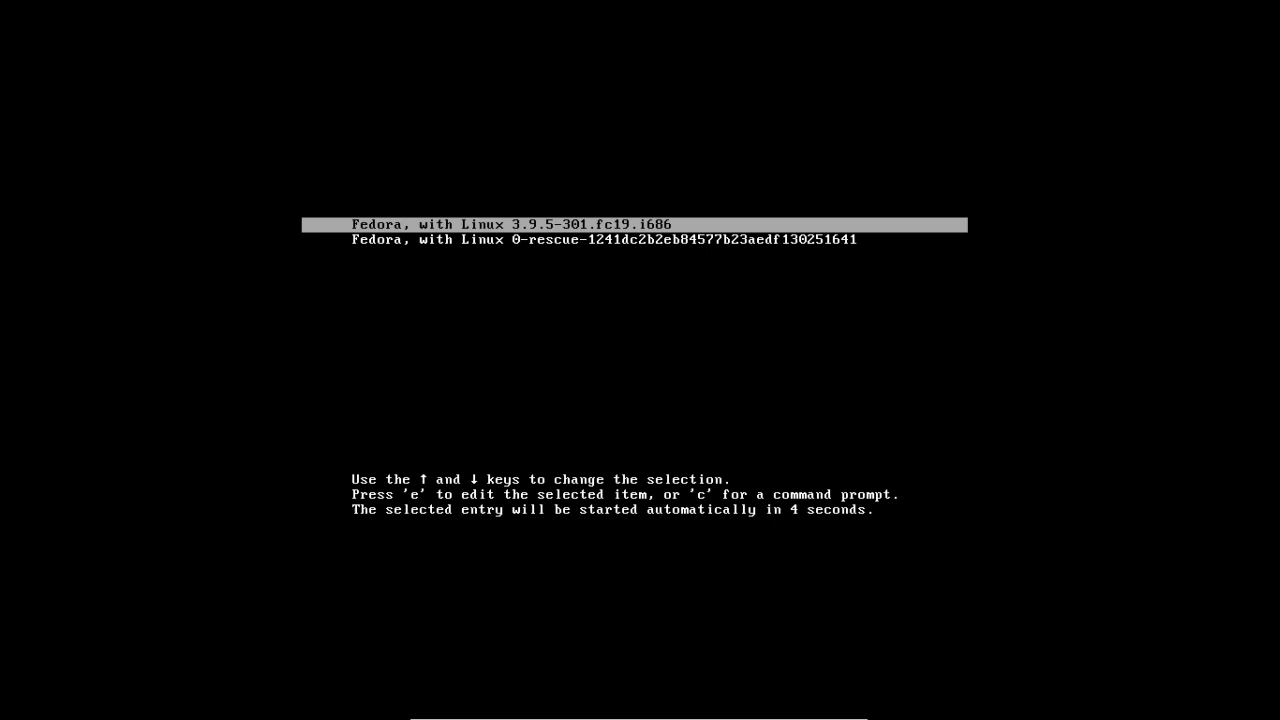 Fedora, with Linux 3.9.5-301.fc19.i686
Fedora, with Linux 0-rescue-1241dc2b2eb84577b23aedf130251641
Use the ↑ and ↓ keys to change the selection.
Press 'e' to edit the selected item, or 'c' for a command prompt.
The selected entry will be started automatically in 4 seconds.